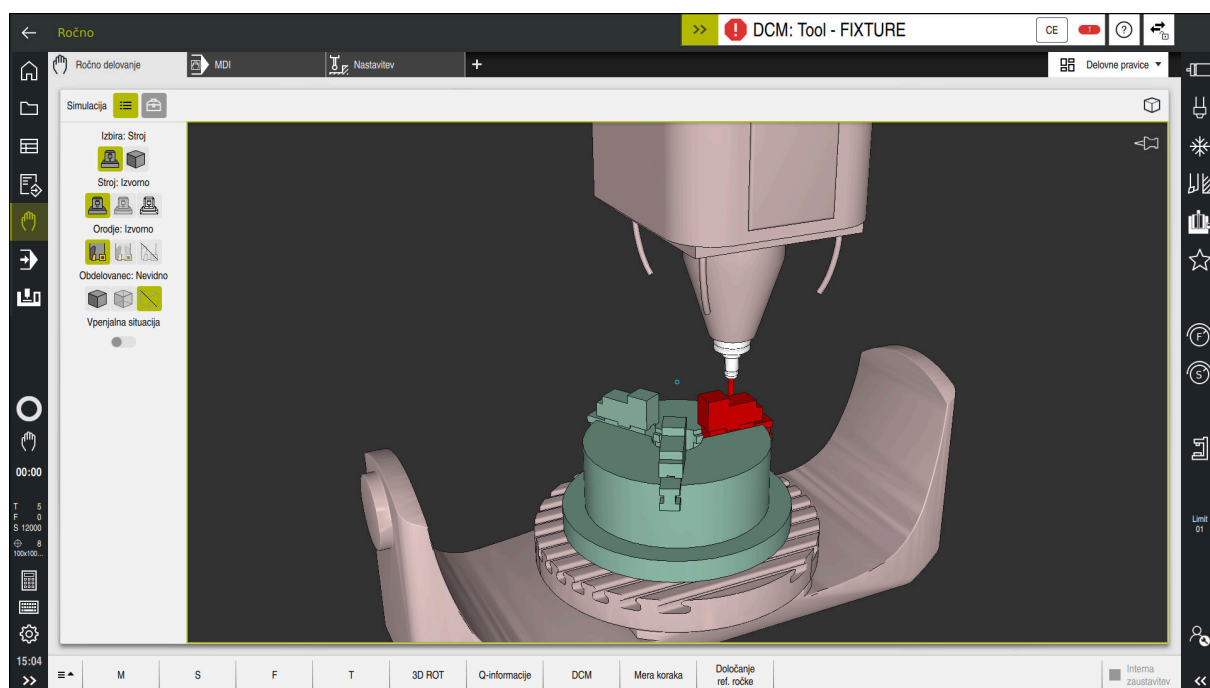 Ročno
DCM: Tool - FIXTURE
CE
1
?
Ročno delovanje
MDI
Nastavitev
+
Delovne pravice
Simulacija
Izbira: Stroj
Stroj: Izvorno
Orodje: Izvorno
Obdelovanec: Nevidno
Vpenjalna situacija
F
S
00:00
T 5
F 0
S 12000
8
100x100...
Limit
01
15:04
M
S
F
T
3D ROT
Q-informacije
DCM
Mera koraka
Določanje
ref. ročke
Interna
zaustavitev